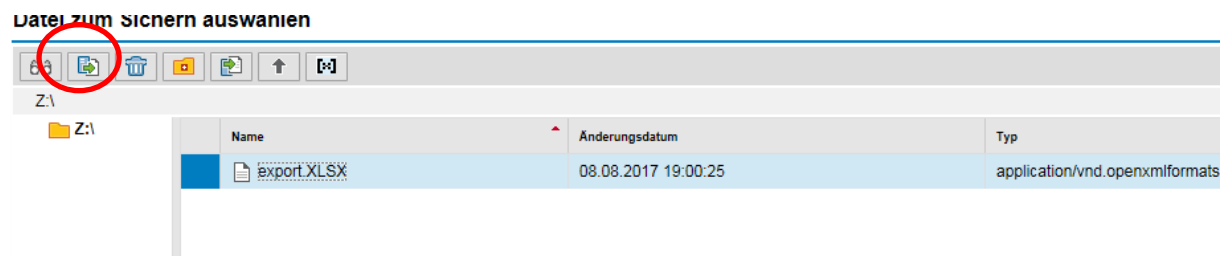 Datei zum Sichern auswählen
Z:\
Z:\
Name Änderungsdatum Typ
export.XLSX 08.08.2017 19:00:25 application/vnd.openxmlformats